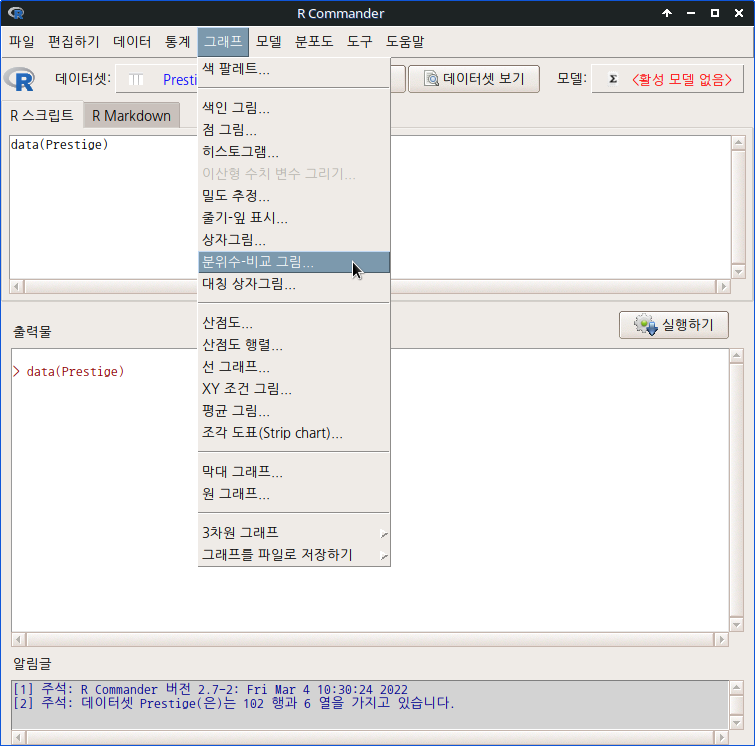 R Commander
파일 편집하기 데이터 통계 그래프 모델 분포도 도구 도움말
데이터셋: Presti 데이터셋 보기 모델: Σ <활성 모델 없음>
R 스크립트 R Markdown
data(Prestige)
색 팔레트...
색인 그림...
점 그림...
히스토그램...
이산형 수치 변수 그리기...
밀도 추정...
줄기-잎 표시...
상자그림...
분위수-비교 그림...
대칭 상자그림...
산점도...
산점도 행렬...
선 그래프...
XY 조건 그림...
평균 그림...
조각 도표(Strip chart)...
막대 그래프...
원 그래프...
3차원 그래프
그래프를 파일로 저장하기
실행하기
출력물
> data(Prestige)
알림글
[1] 주석: R Commander 버전 2.7-2: Fri Mar 4 10:30:24 2022
[2] 주석: 데이터셋 Prestige(은)는 102 행과 6 열을 가지고 있습니다.